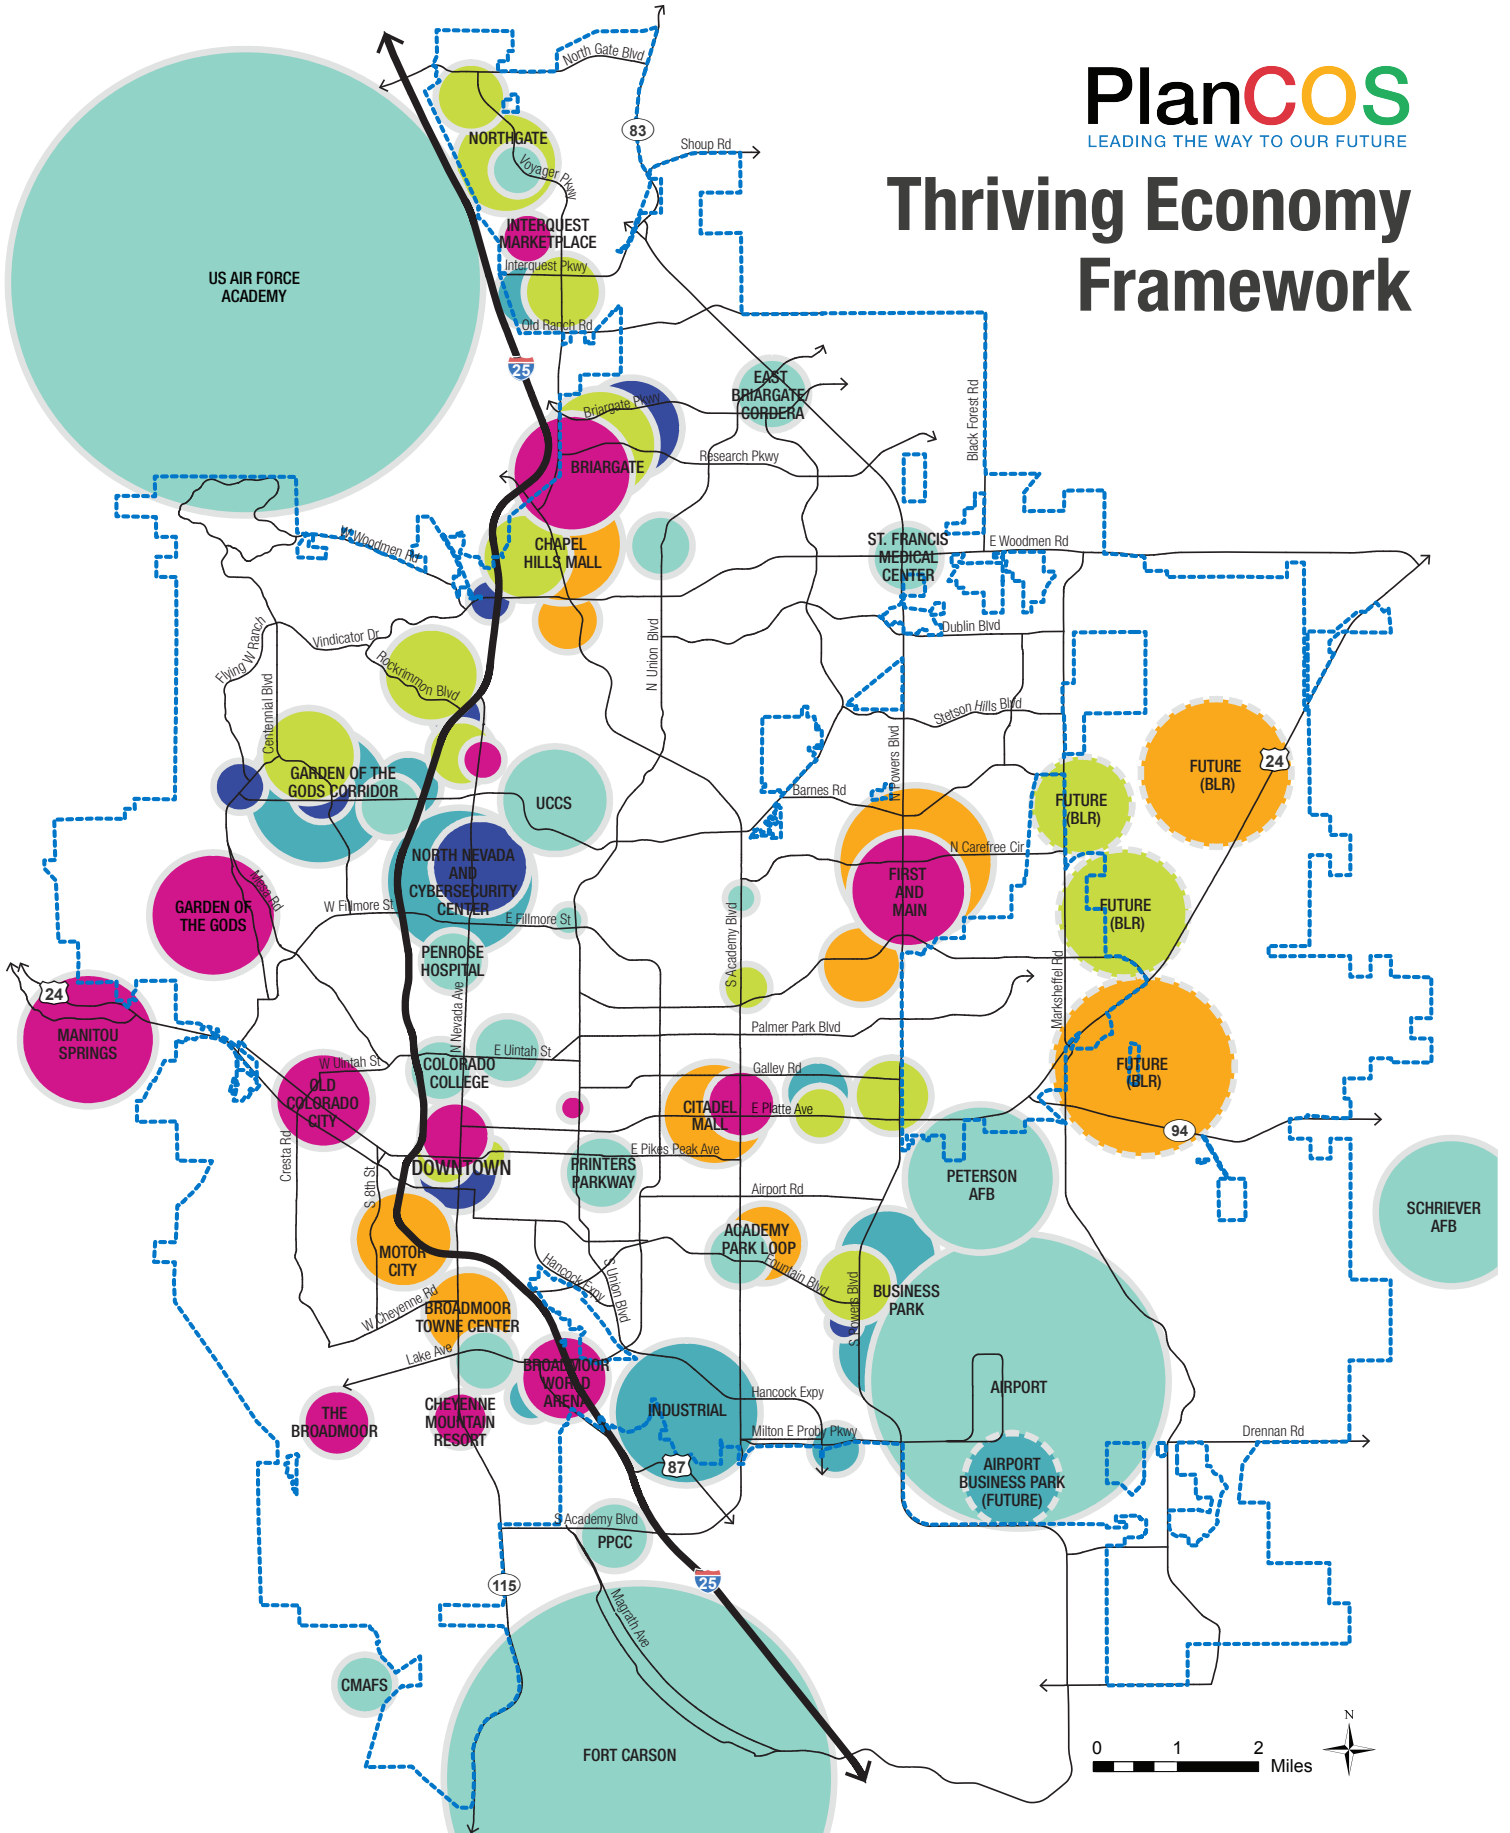 PlanCOS
LEADING THE WAY TO OUR FUTURE
Thriving Economy
Framework
North Gate Blvd
83
Shoup Rd
NORTHGATE
Voyager Pkwy
INTERQUEST
MARKETPLACE
Interquest Pkwy
Old Ranch Rd
US AIR FORCE
ACADEMY
25
EAST
BRIARGATE/
CORDERA
Briargate Pkwy
Black Forest Rd
BRIARGATE
Research Pkwy
W Woodmen Rd
CHAPEL
HILLS MALL
ST. FRANCIS
MEDICAL
CENTER
E Woodmen Rd
Dublin Blvd
Flying W Ranch
Vindicator Dr
Rockrimmon Blvd
N Union Blvd
Centennial Blvd
Stetson Hills Blvd
N Powers Blvd
FUTURE
(BLR)
24
GARDEN OF THE
GODS CORRIDOR
UCCS
Barnes Rd
FUTURE
(BLR)
N Carefree Cir
NORTH NEVADA
AND
CYBERSECURITY
CENTER
FIRST
AND
MAIN
Mesa Rd
GARDEN OF
THE GODS
W Fillmore St
E Fillmore St
S Academy Blvd
FUTURE
(BLR)
PENROSE
HOSPITAL
24
Marksheffel Rd
N Nevada Ave
MANITOU
SPRINGS
Palmer Park Blvd
E Uintah St
W Uintah St
COLORADO
COLLEGE
Galley Rd
FUTURE
(BLR)
OLD
COLORADO
CITY
CITADEL
MALL
E Platte Ave
94
Cresta Rd
S 8th St
DOWNTOWN
E Pikes Peak Ave
PRINTERS
PARKWAY
PETERSON
AFB
Airport Rd
SCHRIEVER
AFB
ACADEMY
PARK LOOP
MOTOR
CITY
Hancock Expy
S Union Blvd
Fountain Blvd
S Powers Blvd
BUSINESS
PARK
W Cheyenne Rd
BROADMOOR
TOWNE CENTER
Lake Ave
BROADMOOR
WORLD
ARENA
AIRPORT
Hancock Expy
THE
BROADMOOR
CHEYENNE
MOUNTAIN
RESORT
INDUSTRIAL
Milton E Proby Pkwy
Drennan Rd
87
AIRPORT
BUSINESS PARK
(FUTURE)
S Academy Blvd
PPCC
25
115
Magrath Ave
CMAFS
FORT CARSON
N
0 1 2
Miles